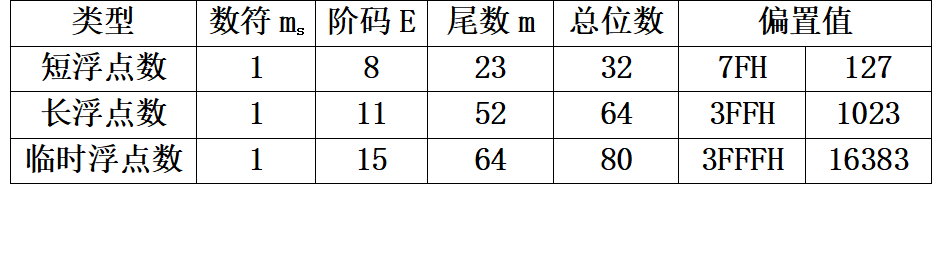 类型 数符 ms 阶码 E 尾数 m 总位数 偏置值
短浮点数 1 8 23 32 7FH 127
长浮点数 1 11 52 64 3FFH 1023
临时浮点数 1 15 64 80 3FFFH 16383